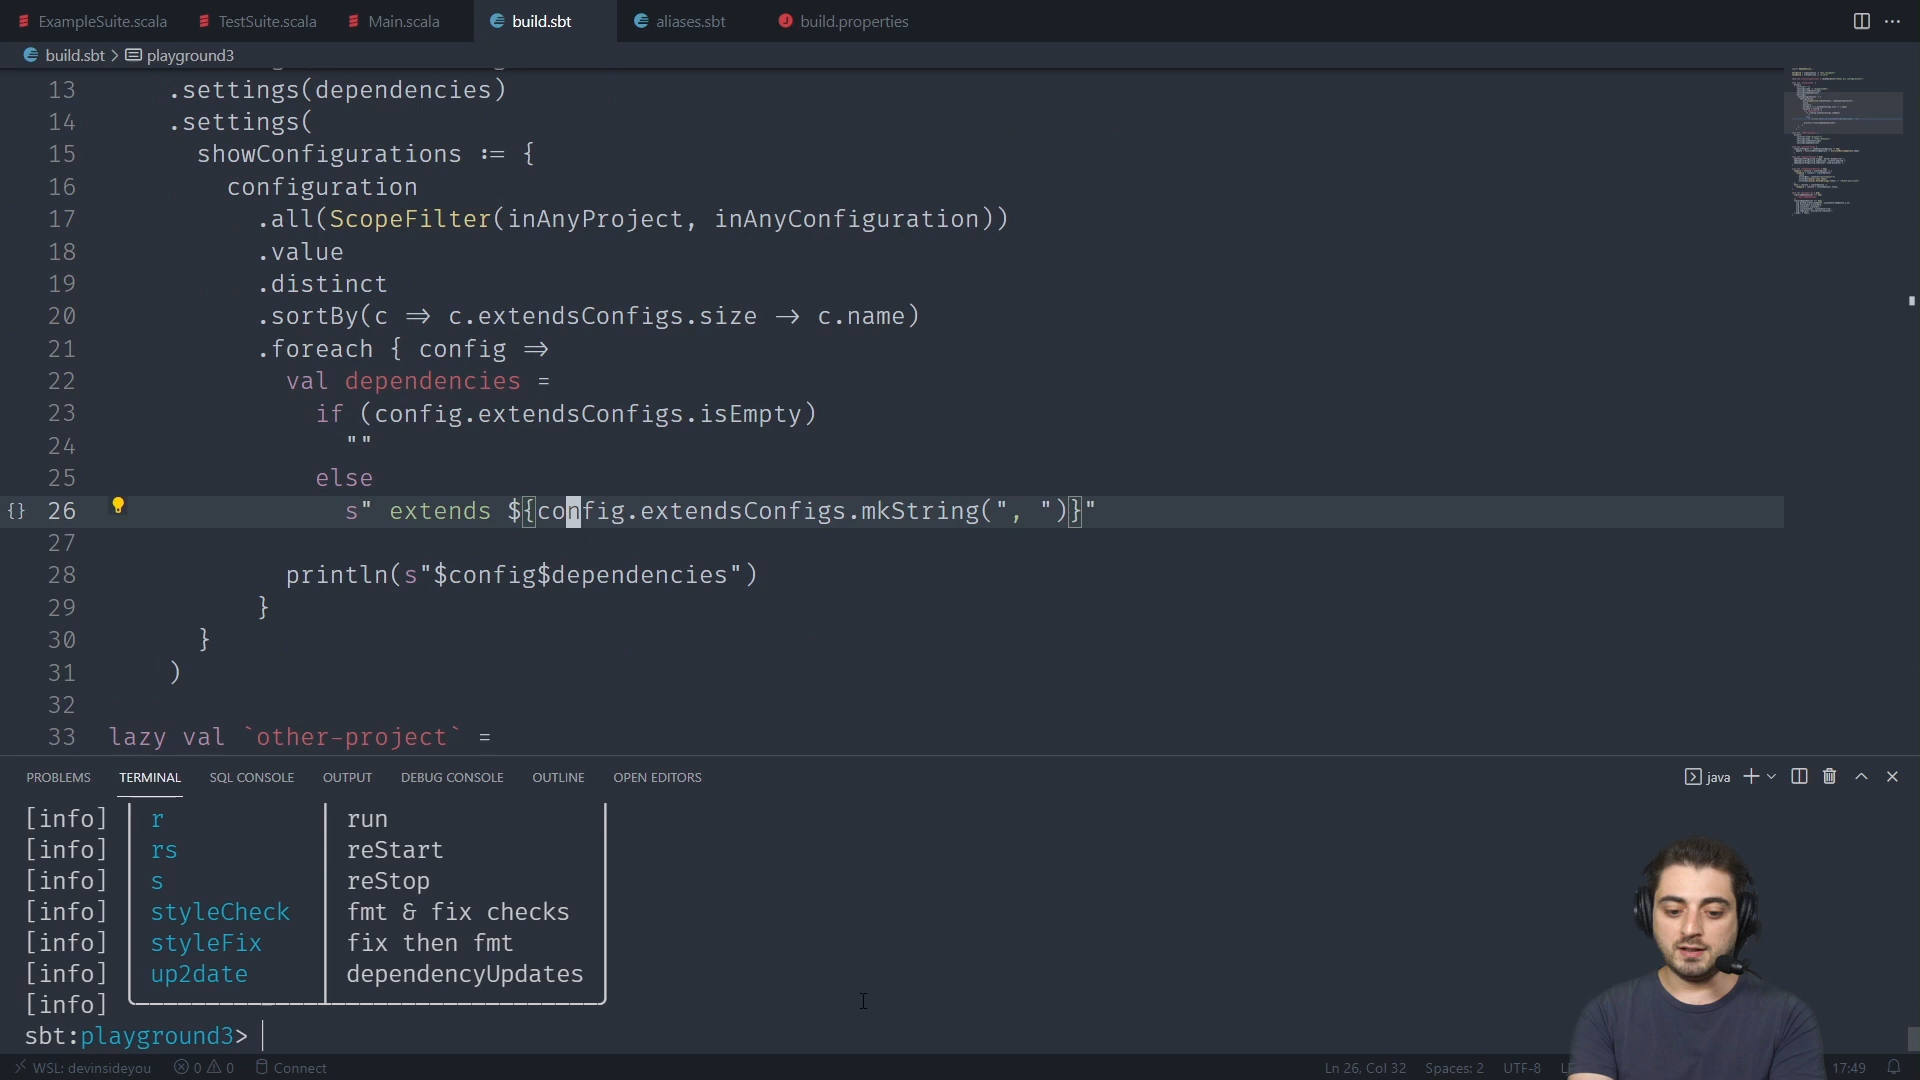 ExampleSuite.scala TestSuite.scala Main.scala build.sbt aliases.sbt build.properties
build.sbt > playground3
13 .settings(dependencies)
14 .settings(
15 showConfigurations := {
16 configuration
17 .all(ScopeFilter(inAnyProject, inAnyConfiguration))
18 .value
19 .distinct
20 .sortBy(c => c.extendsConfigs.size -> c.name)
21 .foreach { config =>
22 val dependencies =
23 if (config.extendsConfigs.isEmpty)
24 ""
25 else
{} 26 s" extends ${config.extendsConfigs.mkString(", ")}"
27
28 println(s"$config$dependencies")
29 }
30 }
31 )
32
33 lazy val `other-project` =
PROBLEMS TERMINAL SQL CONSOLE OUTPUT DEBUG CONSOLE OUTLINE OPEN EDITORS java
[info] r run
[info] rs reStart
[info] s reStop
[info] styleCheck fmt & fix checks
[info] styleFix fix then fmt
[info] up2date dependencyUpdates
[info]
sbt:playground3>
WSL: devinsideyou 0 0 Connect Ln 26, Col 32 Spaces: 2 UTF-8 17:49